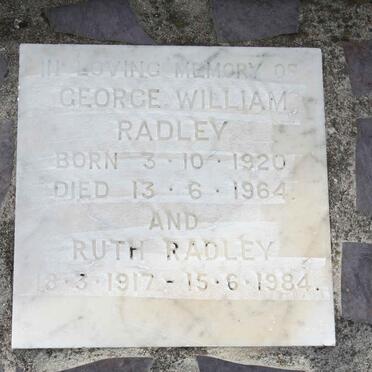 IN LOVING MEMORY OF
GEORGE WILLIAM
RADLEY
BORN 3·10·1920
DIED 13·6·1964
AND
RUTH RADLEY
18·3·1917 - 15·6·1984.